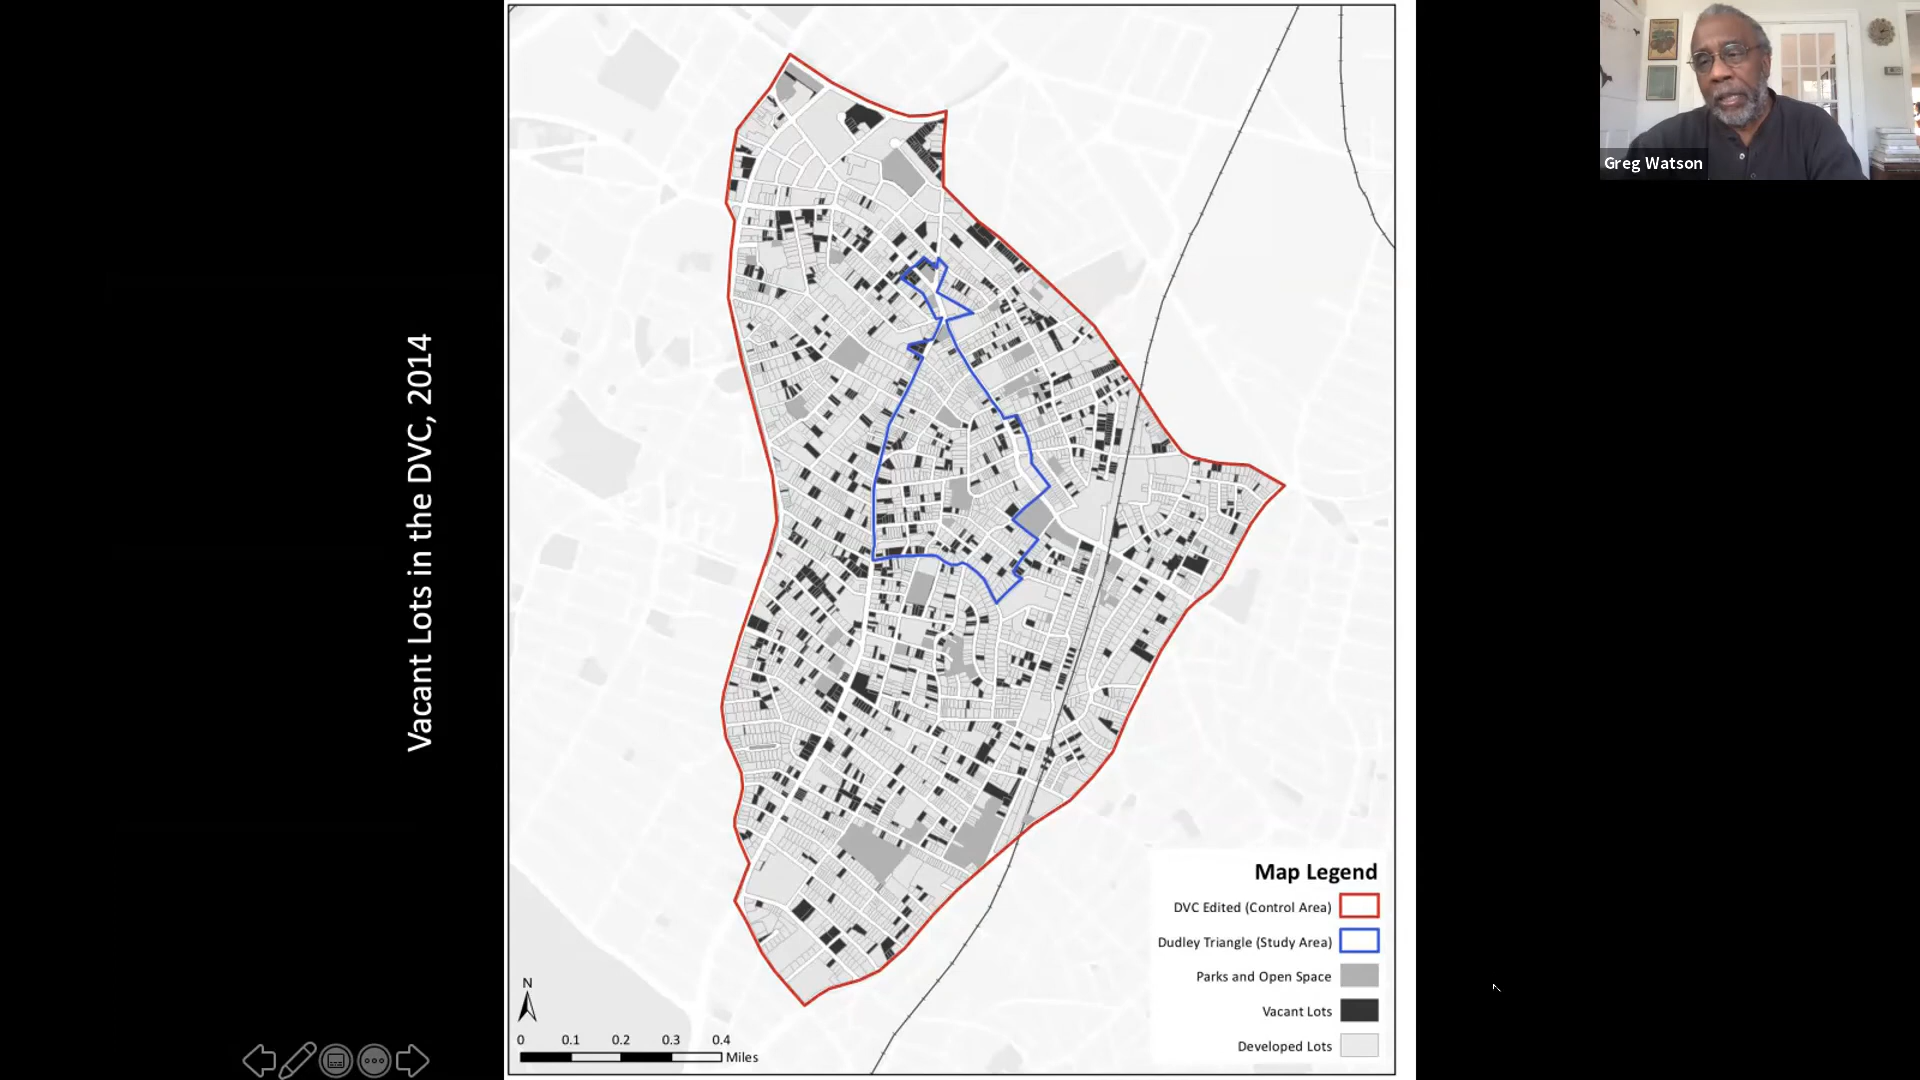 Vacant Lots in the DVC, 2014
Greg Watson
Map Legend
DVC Edited (Control Area)
Dudley Triangle (Study Area)
Parks and Open Space
Vacant Lots
Developed Lots
N
0 0.1 0.2 0.3 0.4
Miles